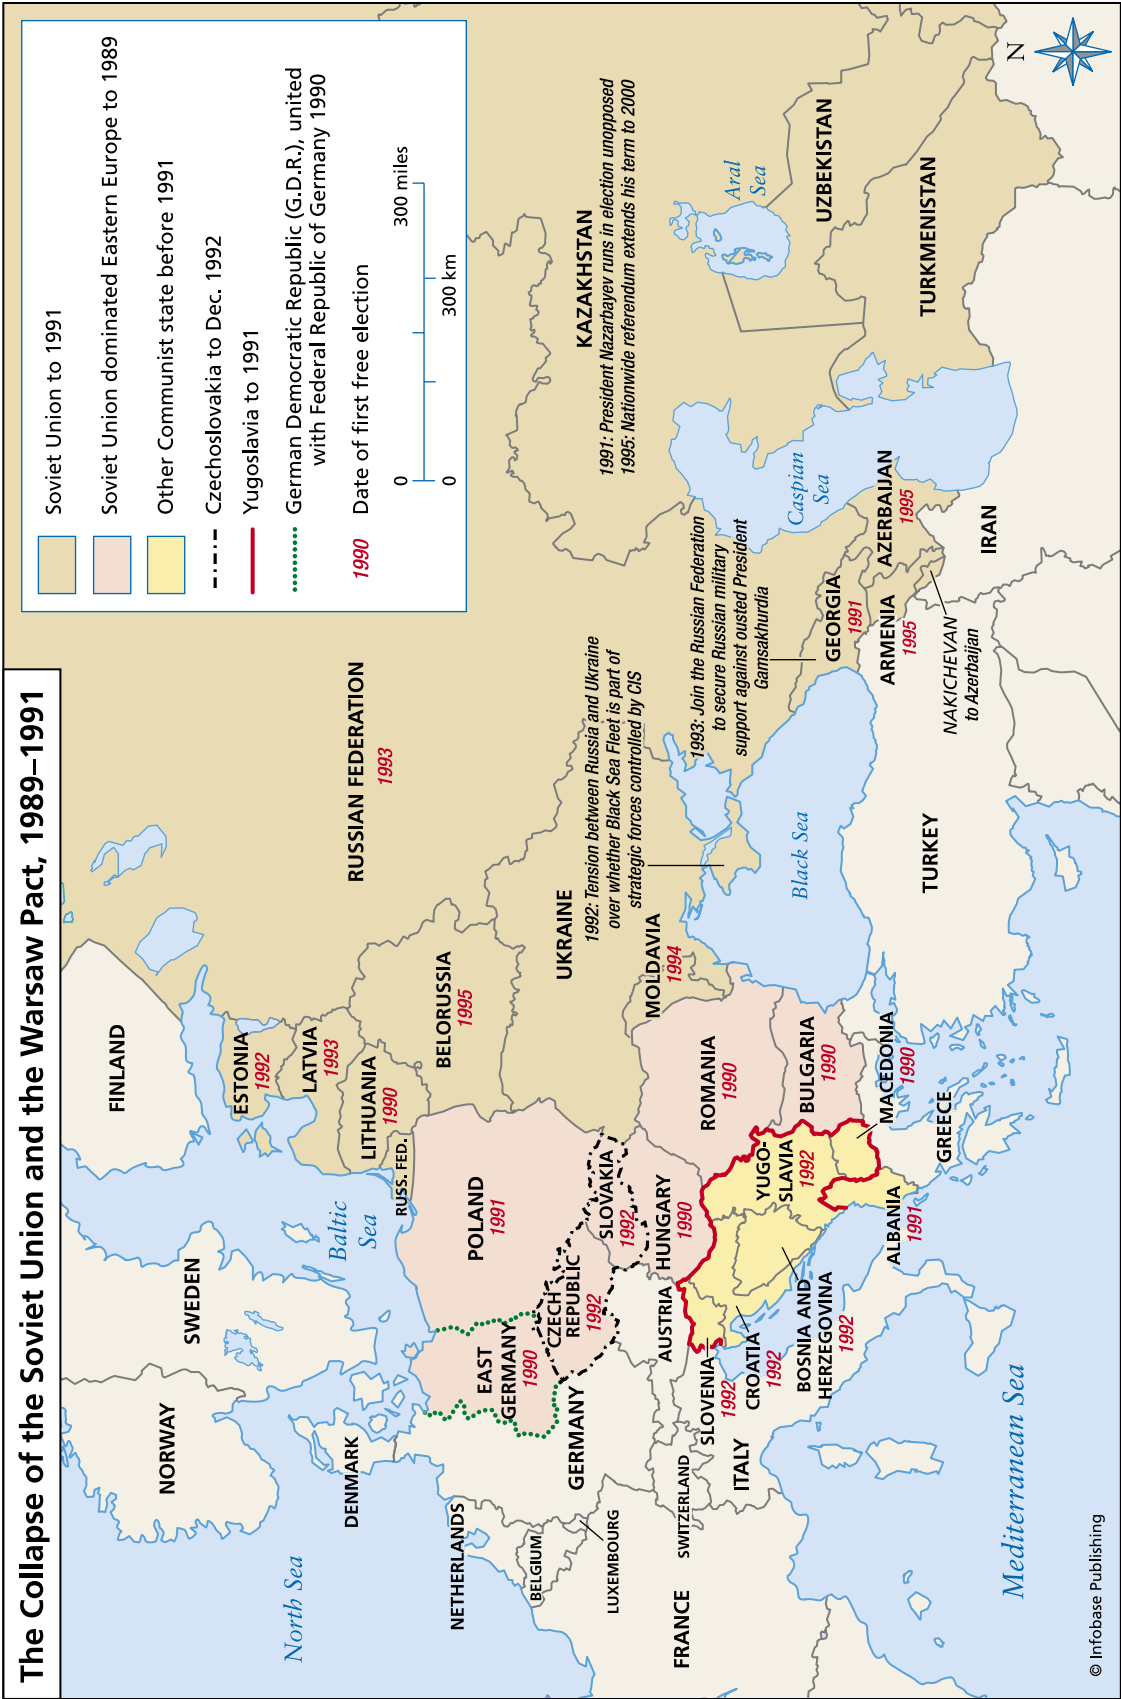 The Collapse of the Soviet Union and the Warsaw Pact, 1989–1991
Soviet Union to 1991
Soviet Union dominated Eastern Europe to 1989
Other Communist state before 1991
Czechoslovakia to Dec. 1992
Yugoslavia to 1991
German Democratic Republic (G.D.R.), united
with Federal Republic of Germany 1990
1990
Date of first free election
0
300 miles
0
300 km
N
NORWAY
SWEDEN
FINLAND
North Sea
DENMARK
Baltic
Sea
ESTONIA
1992
LATVIA
1993
LITHUANIA
1990
RUSS. FED.
RUSSIAN FEDERATION
1993
BELORUSSIA
1995
NETHERLANDS
BELGIUM
LUXEMBOURG
GERMANY
EAST
GERMANY
1990
POLAND
1991
CZECH
REPUBLIC
1992
SLOVAKIA
1992
UKRAINE
1992: Tension between Russia and Ukraine
over whether Black Sea Fleet is part of
strategic forces controlled by CIS
KAZAKHSTAN
1991: President Nazarbayev runs in election unopposed
1995: Nationwide referendum extends his term to 2000
FRANCE
SWITZERLAND
AUSTRIA
HUNGARY
1990
MOLDAVIA
1994
ROMANIA
1990
1993: Join the Russian Federation
to secure Russian military
support against ousted President
Gamsakhurdia
Aral
Sea
ITALY
SLOVENIA
1992
CROATIA
1992
BOSNIA AND
HERZEGOVINA
1992
YUGO-
SLAVIA
1992
BULGARIA
1990
Black Sea
Caspian
Sea
UZBEKISTAN
GEORGIA
1991
ARMENIA
1995
AZERBAIJAN
1995
TURKMENISTAN
ALBANIA
1991
MACEDONIA
1990
GREECE
TURKEY
NAKICHEVAN
to Azerbaijan
IRAN
Mediterranean Sea
© Infobase Publishing